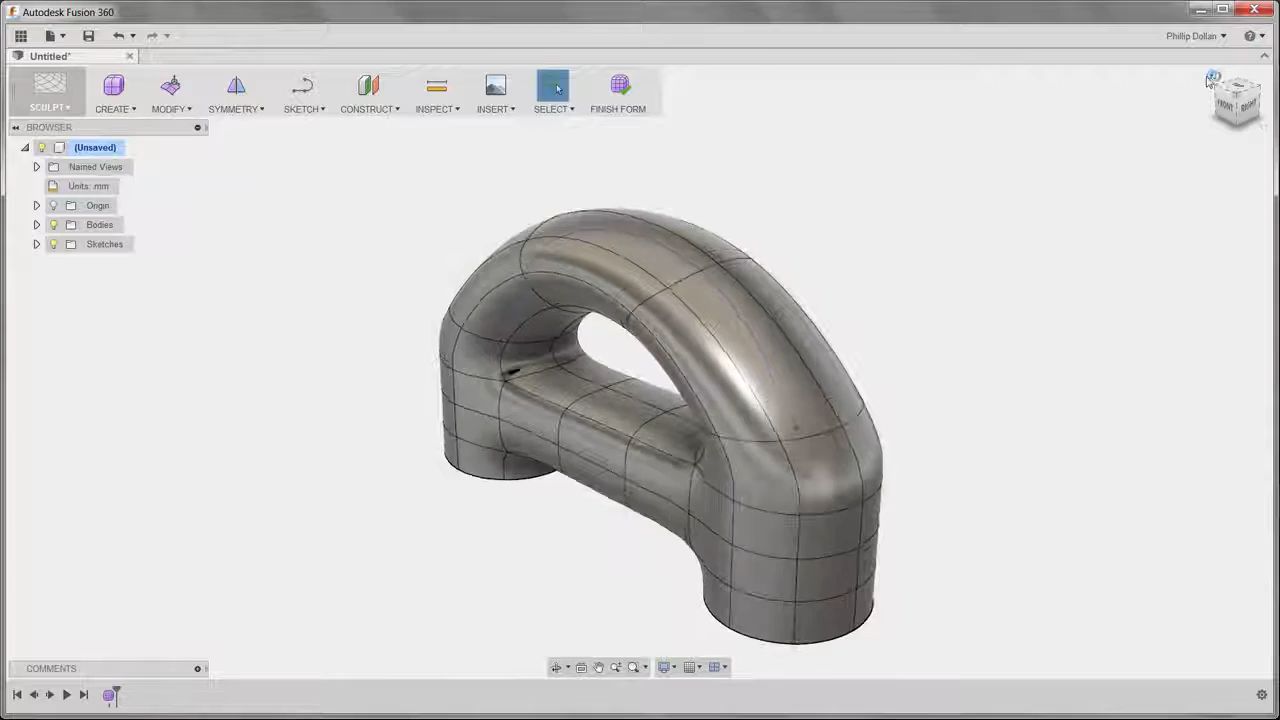 Autodesk Fusion 360
Phillip Dollan
Untitled*
SCULPT
CREATE
MODIFY
SYMMETRY
SKETCH
CONSTRUCT
INSPECT
INSERT
SELECT
FINISH FORM
FRONT
RIGHT
BROWSER
(Unsaved)
Named Views
Units: mm
Origin
Bodies
Sketches
COMMENTS